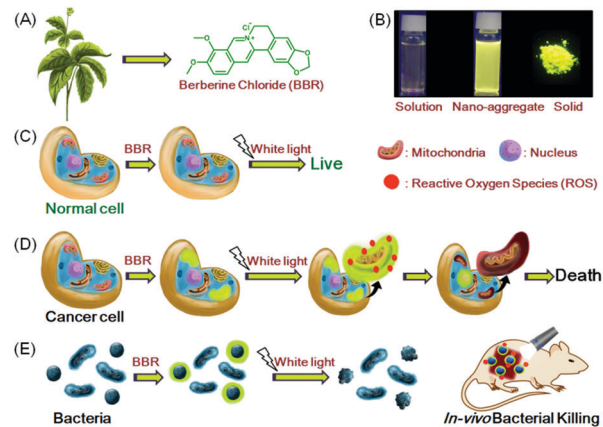 (A)
Cl⁻
N⁺
O
O
O
O
Berberine Chloride (BBR)
(B)
Solution Nano-aggregate Solid
(C)
BBR
White light
Live
Normal cell
: Mitochondria : Nucleus
: Reactive Oxygen Species (ROS)
(D)
BBR
White light
Death
Cancer cell
(E)
BBR
White light
Bacteria
In-vivo Bacterial Killing